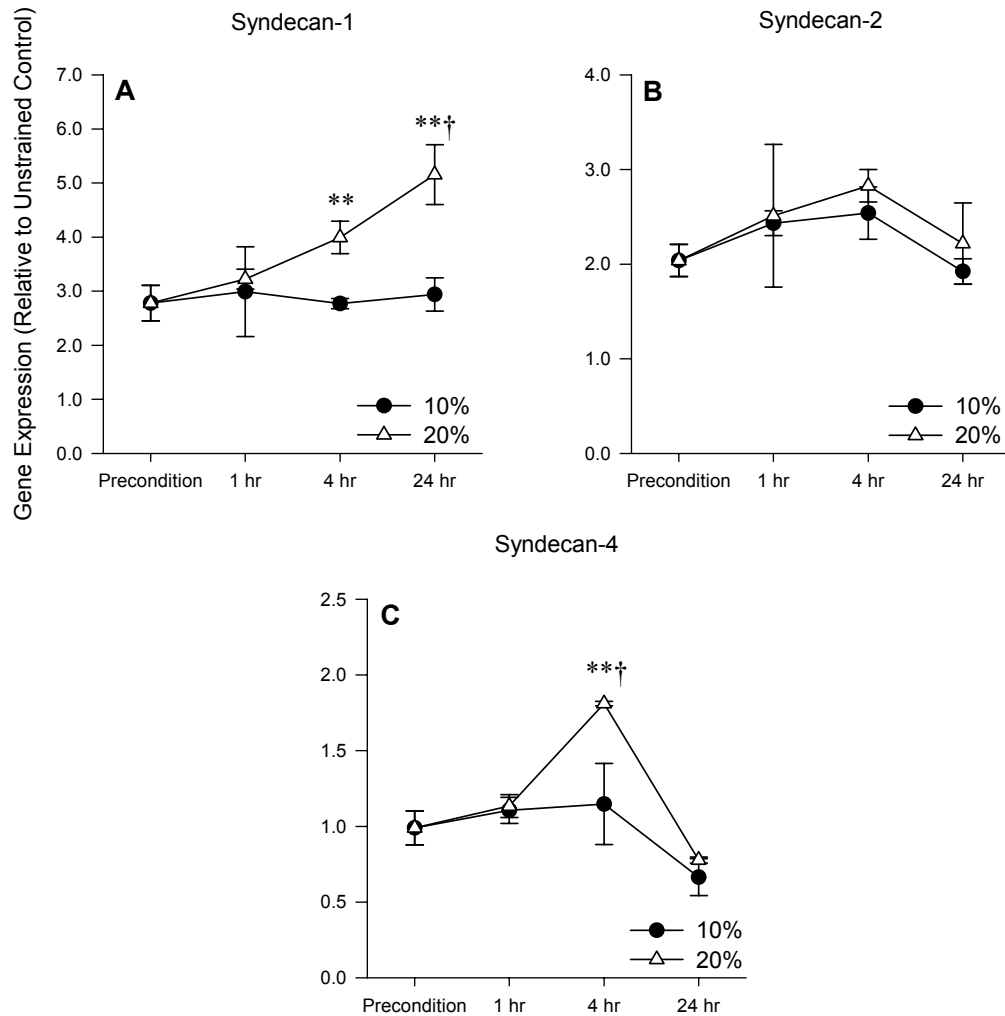 Syndecan-1
Gene Expression (Relative to Unstrained Control)
A
7.0
6.0
5.0
4.0
3.0
2.0
1.0
0.0
**
**†
10%
20%
Precondition 1 hr 4 hr 24 hr
Syndecan-2
B
4.0
3.0
2.0
1.0
0.0
10%
20%
Precondition 1 hr 4 hr 24 hr
Syndecan-4
C
2.5
2.0
1.5
1.0
0.5
0.0
**†
10%
20%
Precondition 1 hr 4 hr 24 hr